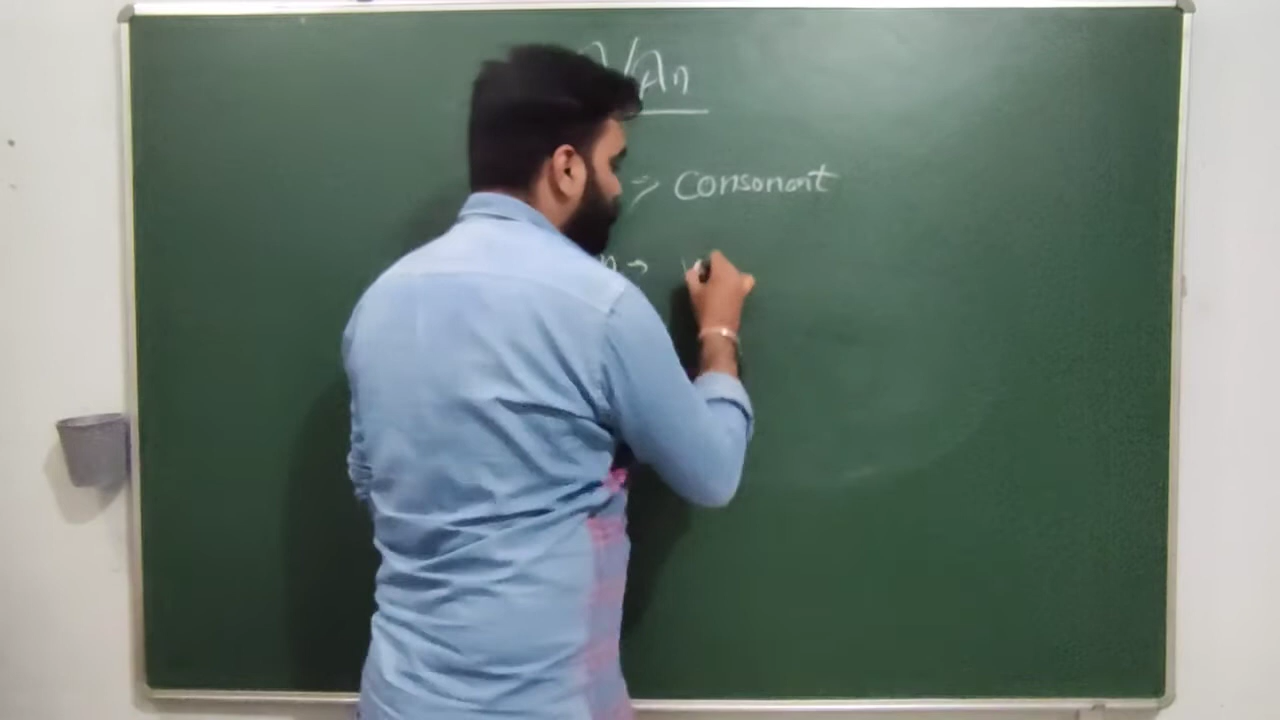 A/An
→ Consonant
n →